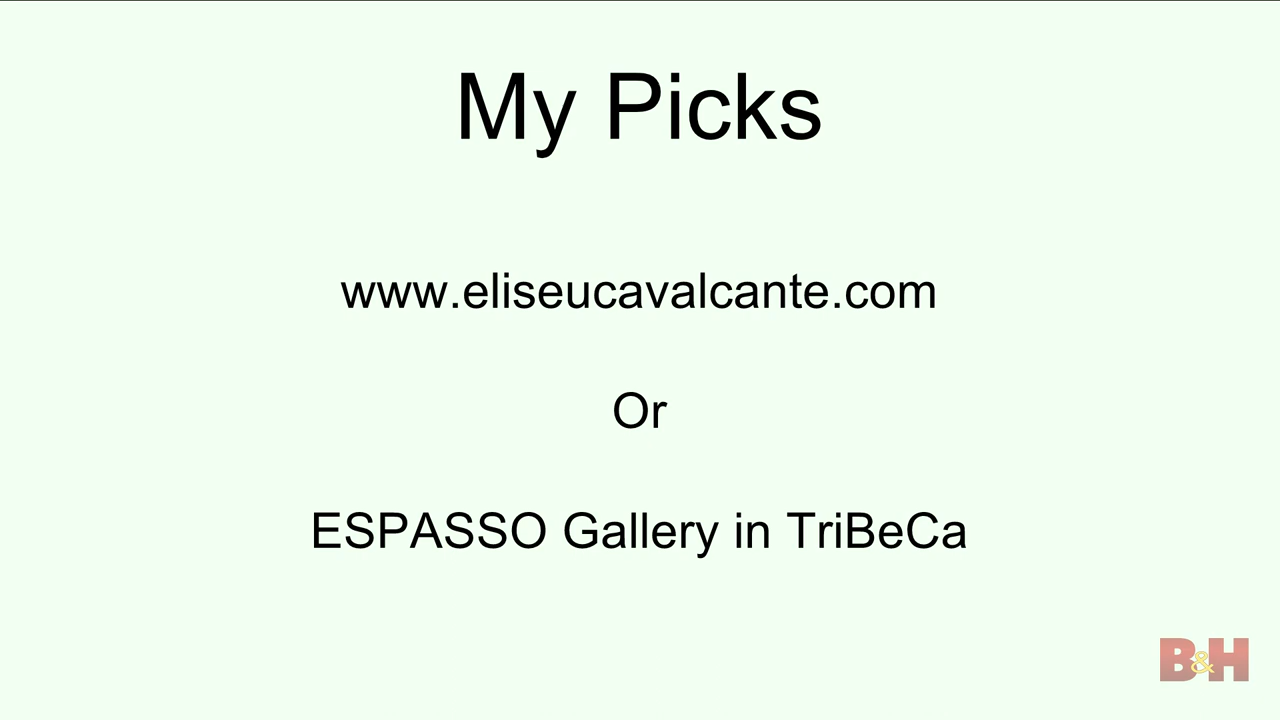 My Picks
www.eliseucavalcante.com
Or
ESPASSO Gallery in TriBeCa
B&H